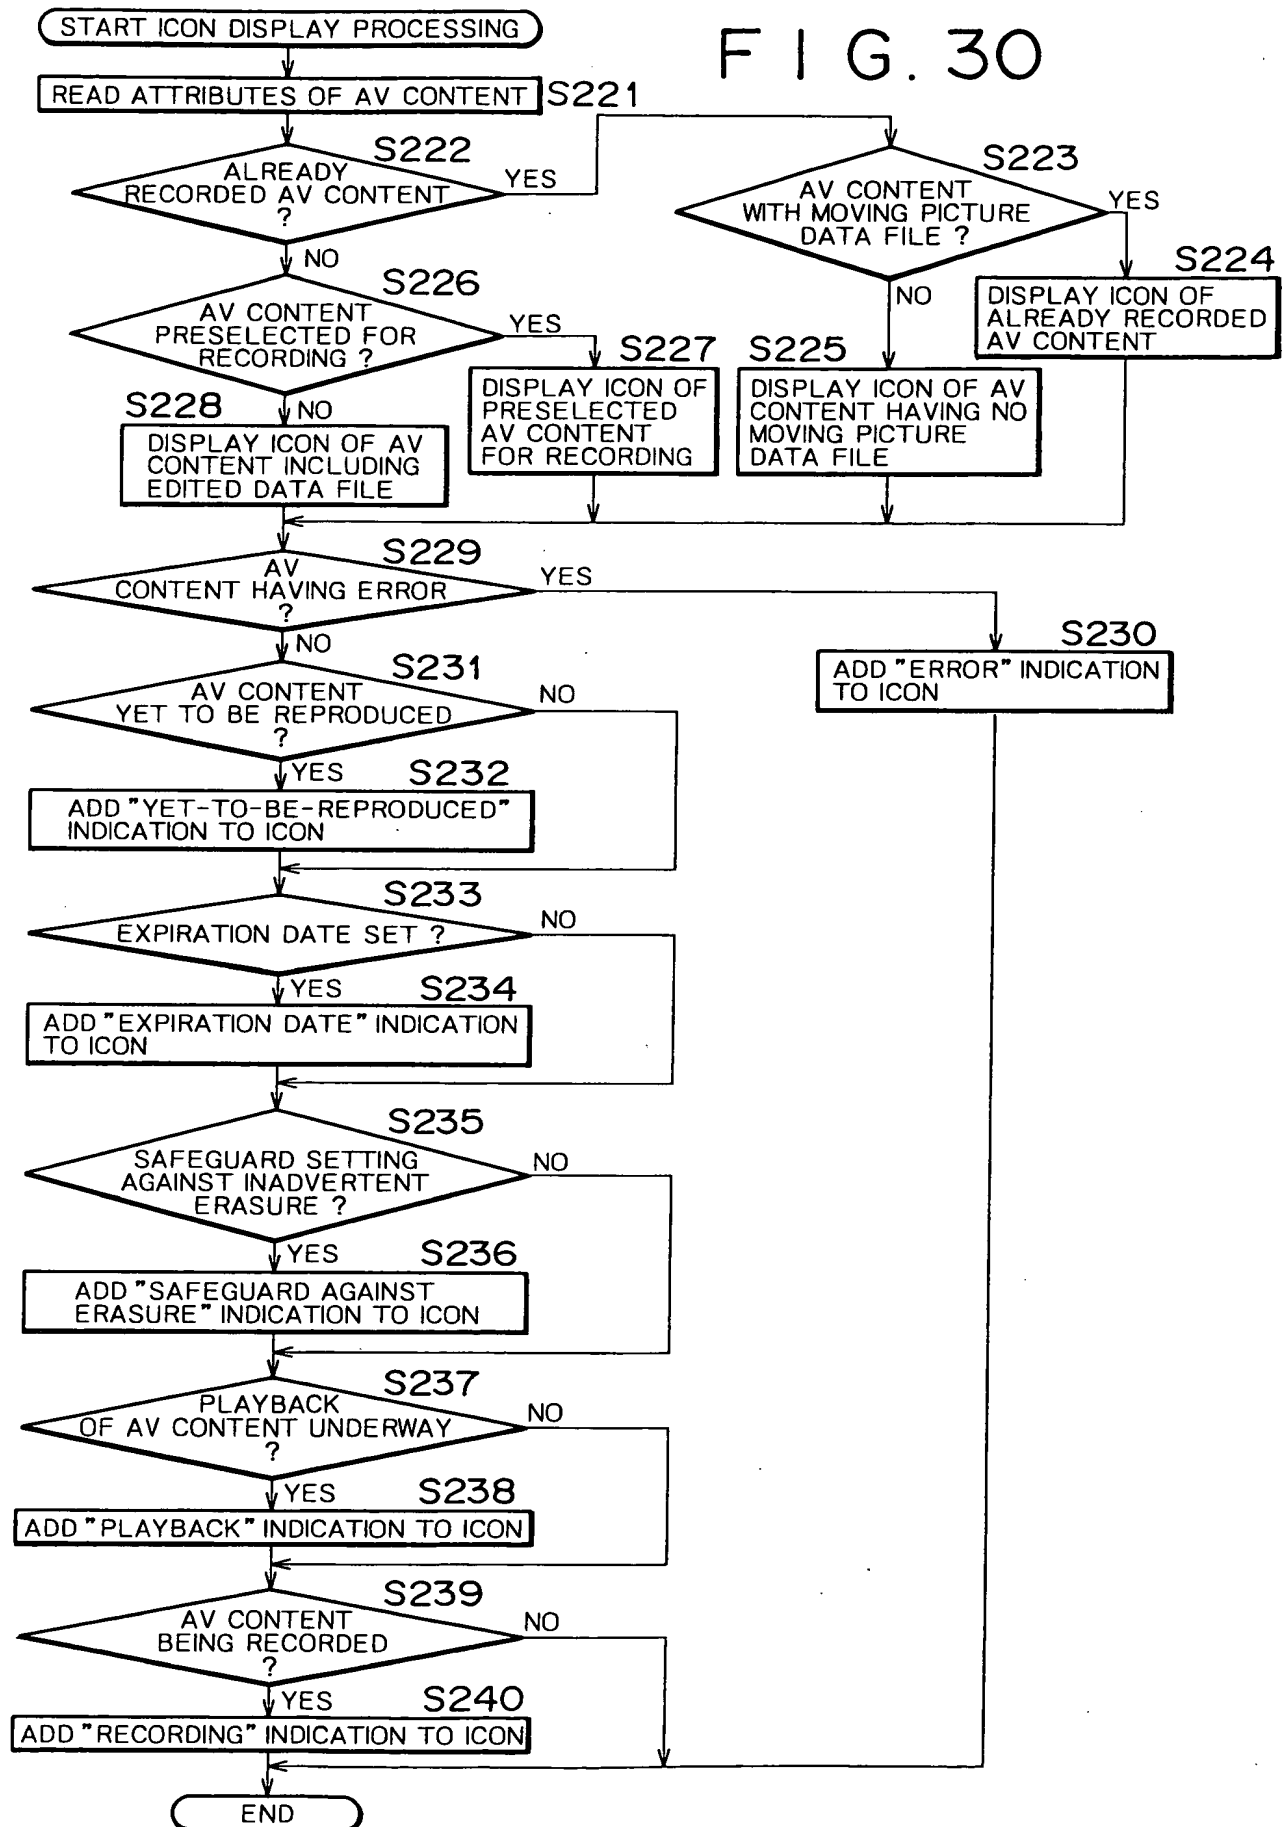 START ICON DISPLAY PROCESSING
FIG. 30
READ ATTRIBUTES OF AV CONTENT
S221
S222
ALREADY
RECORDED AV CONTENT
?
YES
NO
S223
AV CONTENT
WITH MOVING PICTURE
DATA FILE ?
YES
NO
S224
DISPLAY ICON OF
ALREADY RECORDED
AV CONTENT
S226
AV CONTENT
PRESELECTED FOR
RECORDING ?
YES
NO
S227
DISPLAY ICON OF
PRESELECTED
AV CONTENT
FOR RECORDING
S225
DISPLAY ICON OF AV
CONTENT HAVING NO
MOVING PICTURE
DATA FILE
S228
DISPLAY ICON OF AV
CONTENT INCLUDING
EDITED DATA FILE
S229
AV
CONTENT HAVING ERROR
?
YES
NO
S230
ADD "ERROR" INDICATION
TO ICON
S231
AV CONTENT
YET TO BE REPRODUCED
?
NO
YES
S232
ADD "YET-TO-BE-REPRODUCED"
INDICATION TO ICON
S233
EXPIRATION DATE SET ?
NO
YES
S234
ADD "EXPIRATION DATE" INDICATION
TO ICON
S235
SAFEGUARD SETTING
AGAINST INADVERTENT
ERASURE ?
NO
YES
S236
ADD "SAFEGUARD AGAINST
ERASURE" INDICATION TO ICON
S237
PLAYBACK
OF AV CONTENT UNDERWAY
?
NO
YES
S238
ADD "PLAYBACK" INDICATION TO ICON
S239
AV CONTENT
BEING RECORDED
?
NO
YES
S240
ADD "RECORDING" INDICATION TO ICON
END